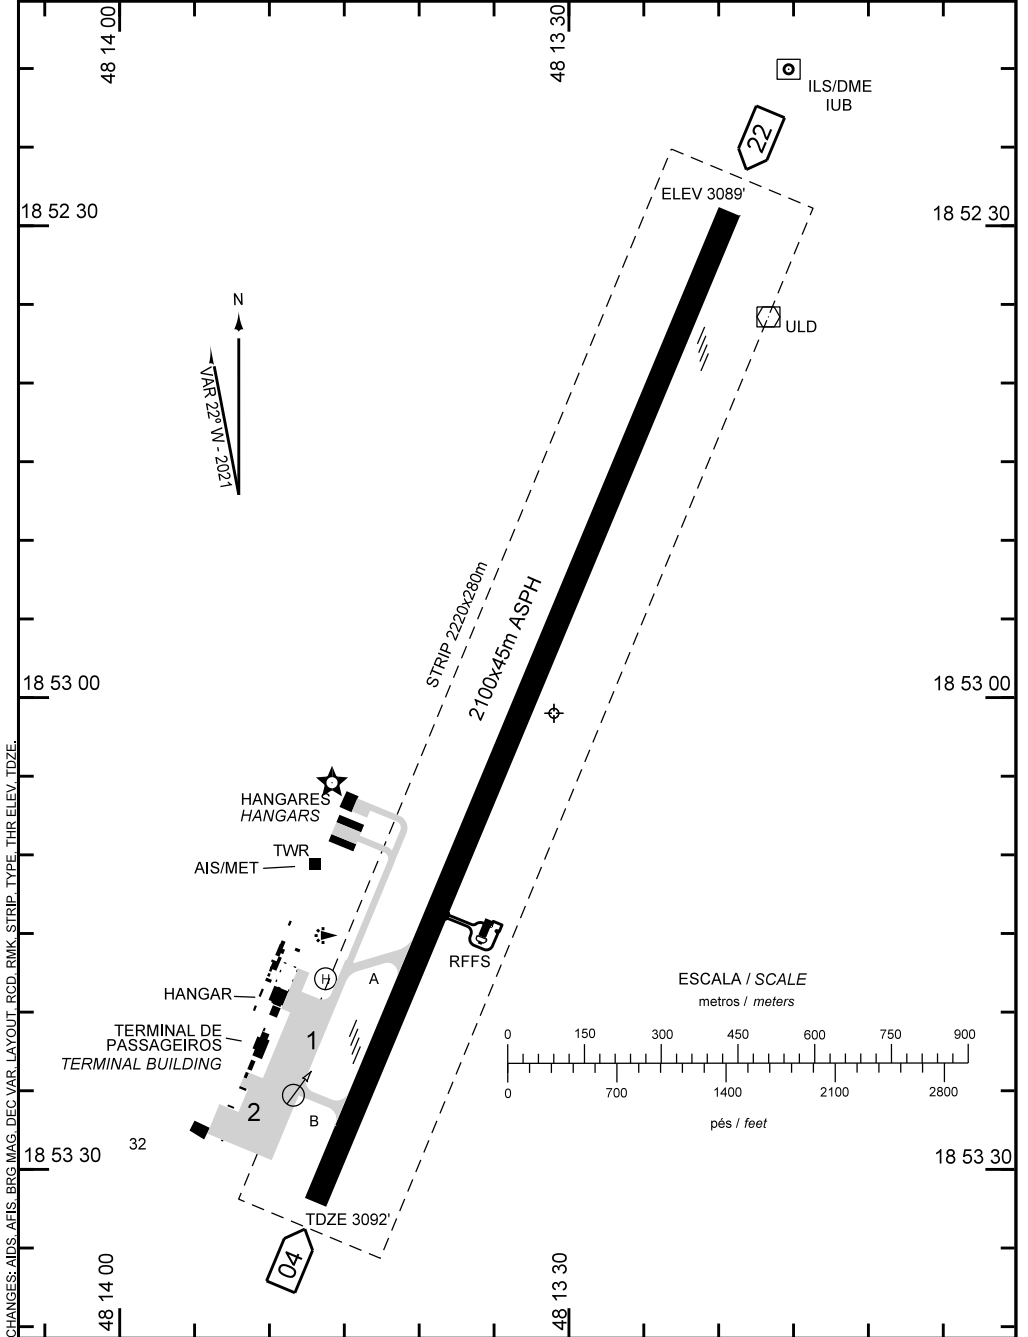 48 14 00
48 13 30
ILS/DME
IUB
22
ELEV 3089'
18 52 30
18 52 30
N
ULD
VAR 22º W - 2021
STRIP 2220x280m
2100x45m ASPH
18 53 00
18 53 00
HANGARES
HANGARS
TWR
AIS/MET
RFFS
H
A
HANGAR
TERMINAL DE
PASSAGEIROS
TERMINAL BUILDING
1
2
B
32
ESCALA / SCALE
metros / meters
0 150 300 450 600 750 900
0 700 1400 2100 2800
pés / feet
18 53 30
18 53 30
TDZE 3092'
04
48 14 00
48 13 30
CHANGES: AIDS, AFIS, BRG MAG, DEC VAR, LAYOUT, RCD, RMK, STRIP, TYPE, THR ELEV, TDZE.